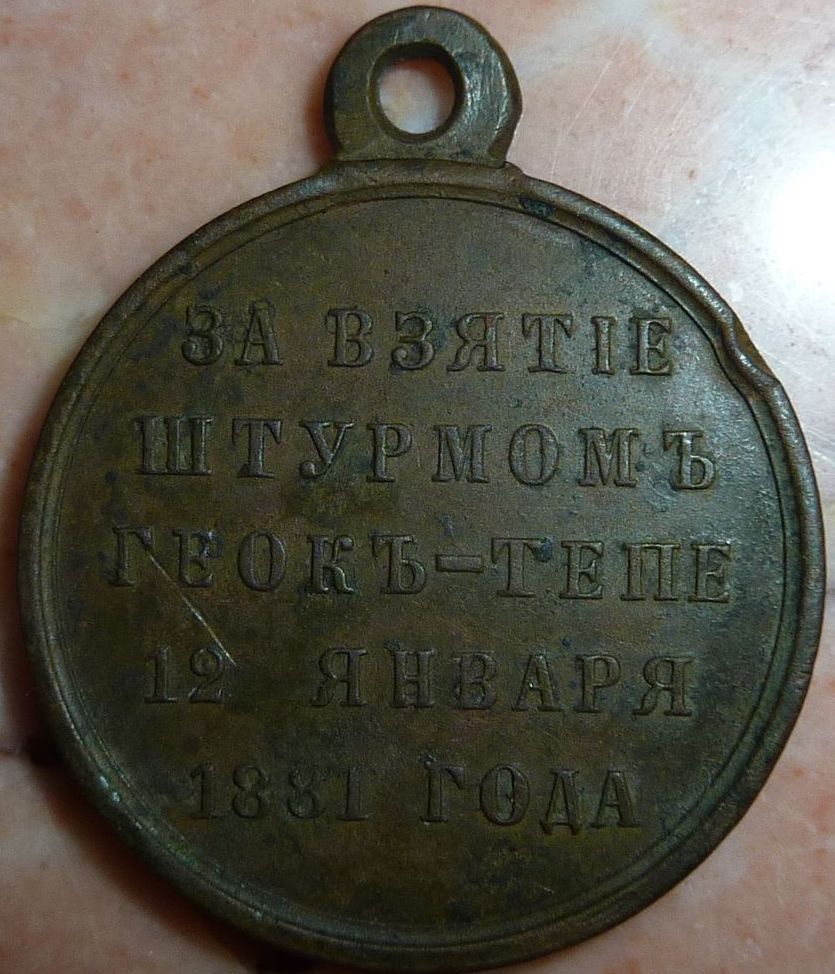 ЗА ВЗЯТІЕ
ШТУРМОМЪ
ГЕОКЪ-ТЕПЕ
12 ЯНВАРЯ
1881 ГОДА